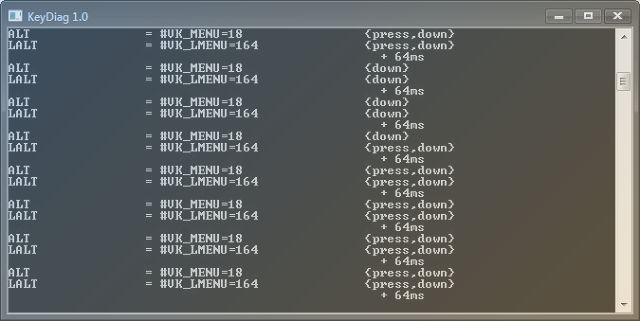 KeyDiag 1.0
ALT = #VK_MENU=18 {press,down}
LALT = #VK_LMENU=164 {press,down}
+ 64ms
ALT = #VK_MENU=18 {down}
LALT = #VK_LMENU=164 {down}
+ 64ms
ALT = #VK_MENU=18 {down}
LALT = #VK_LMENU=164 {down}
+ 64ms
ALT = #VK_MENU=18 {down}
LALT = #VK_LMENU=164 {press,down}
+ 64ms
ALT = #VK_MENU=18 {press,down}
LALT = #VK_LMENU=164 {press,down}
+ 64ms
ALT = #VK_MENU=18 {press,down}
LALT = #VK_LMENU=164 {press,down}
+ 64ms
ALT = #VK_MENU=18 {press,down}
LALT = #VK_LMENU=164 {press,down}
+ 64ms
ALT = #VK_MENU=18 {press,down}
LALT = #VK_LMENU=164 {press,down}
+ 64ms